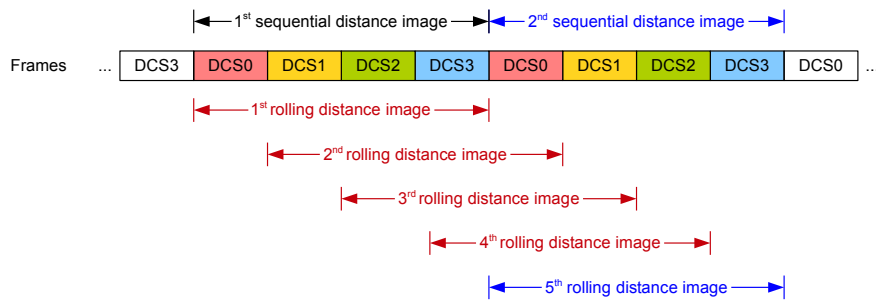 1st sequential distance image 2nd sequential distance image
Frames ... DCS3 DCS0 DCS1 DCS2 DCS3 DCS0 DCS1 DCS2 DCS3 DCS0 ..
1st rolling distance image
2nd rolling distance image
3rd rolling distance image
4th rolling distance image
5th rolling distance image